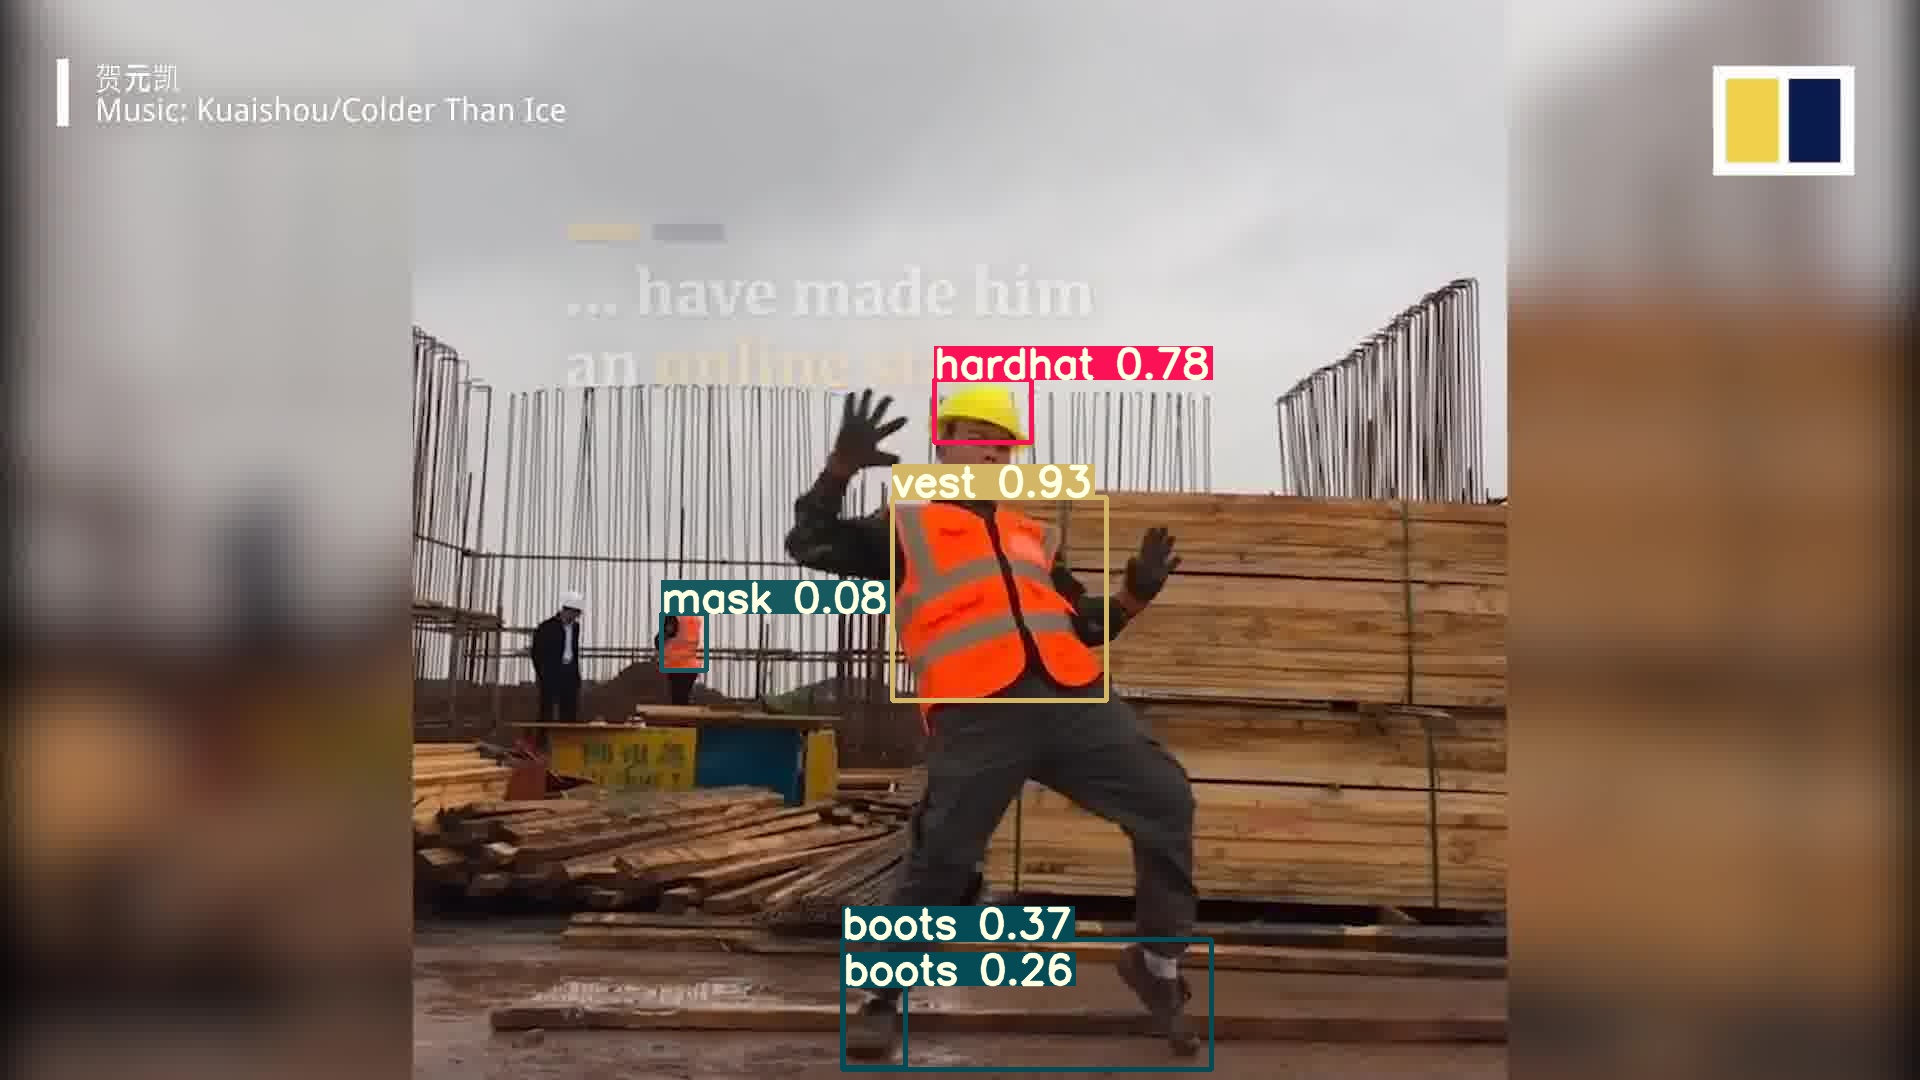 贺元凯
Music: Kuaishou/Colder Than Ice
... have made him
an online
hardhat 0.78
vest 0.93
mask 0.08
boots 0.37
boots 0.26